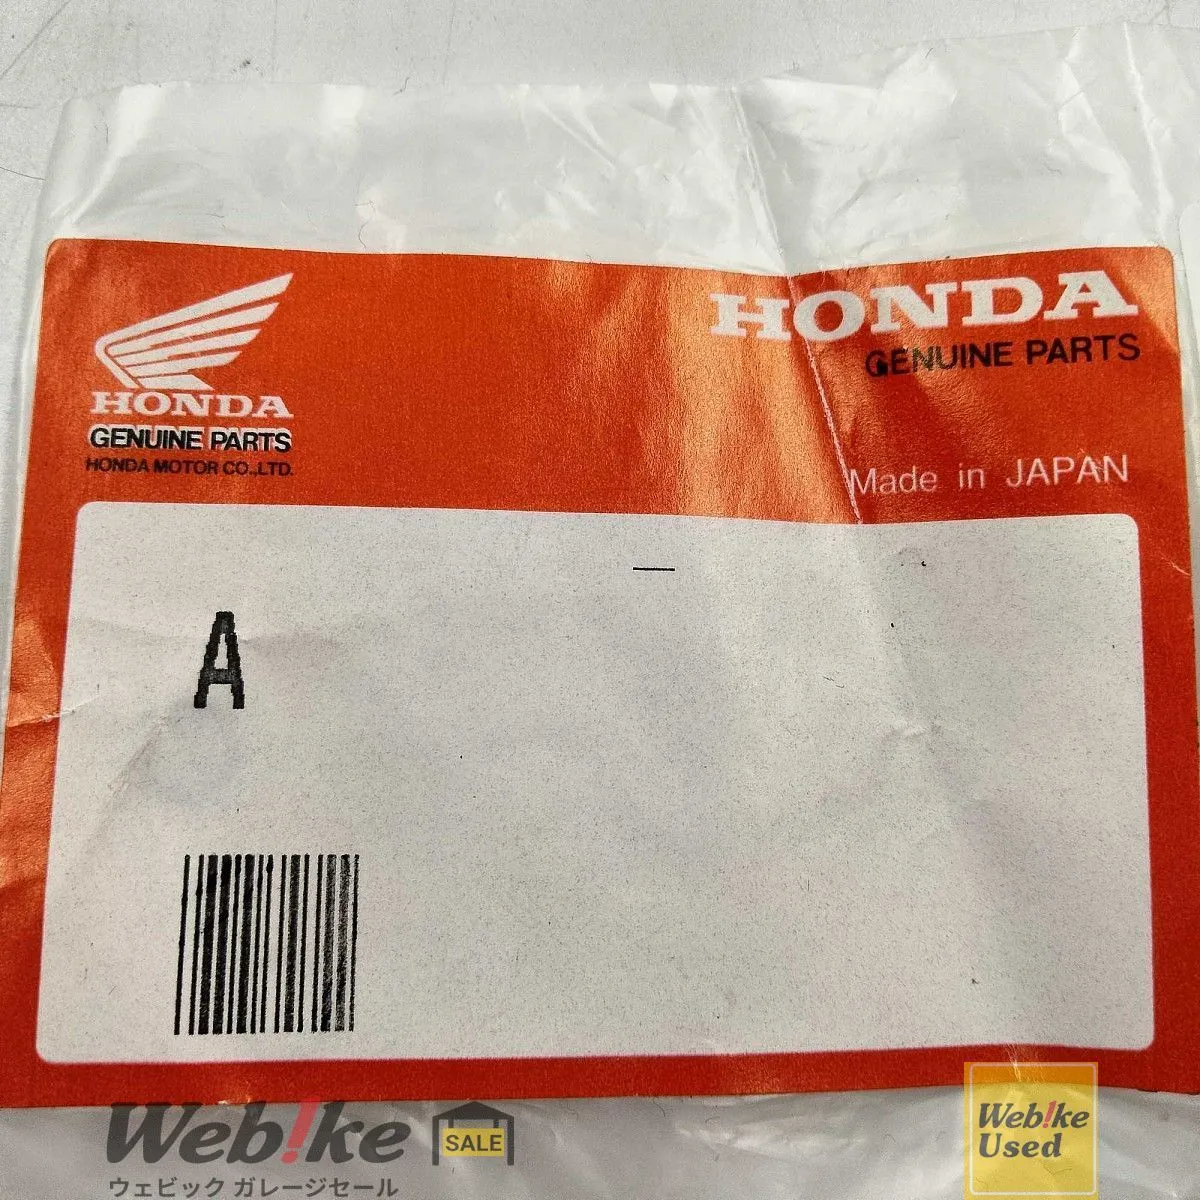 HONDA
GENUINE PARTS
HONDA MOTOR CO.,LTD.
HONDA
GENUINE PARTS
Made in JAPAN
A
Web!ke
SALE
ウェビック ガレージセール
Web!ke
Used